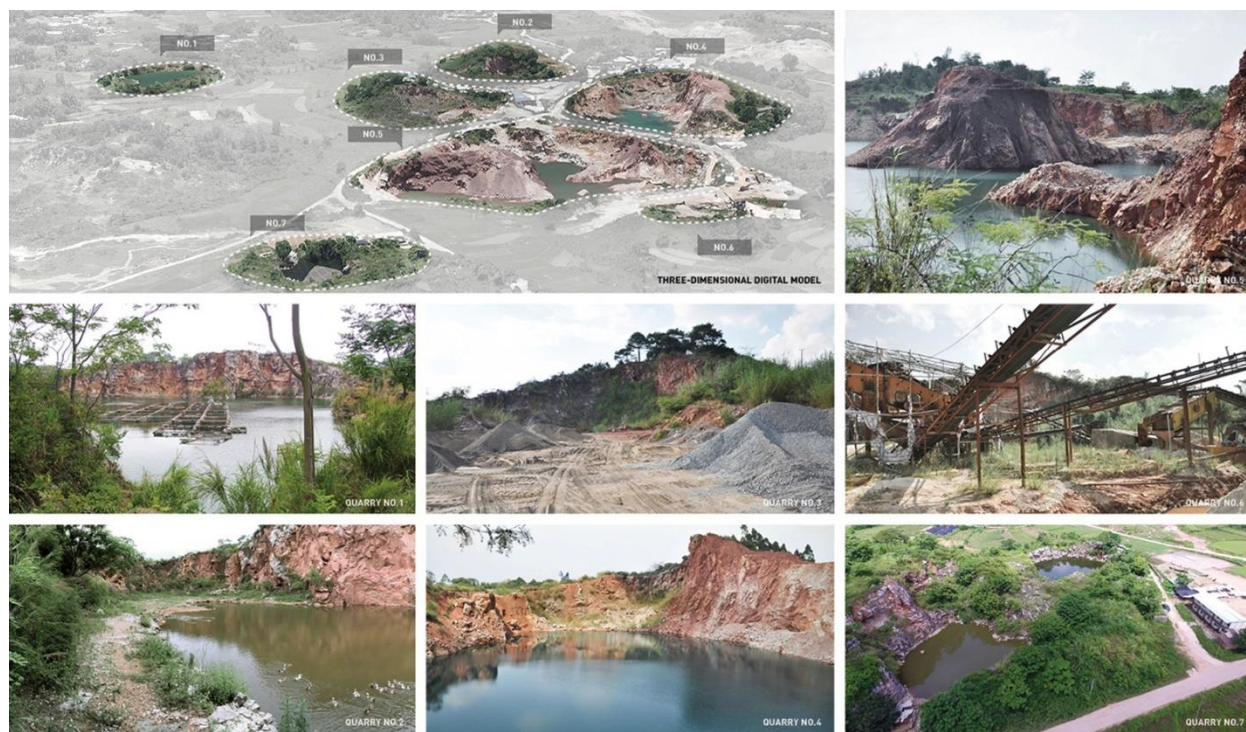 NO.1
NO.2
NO.3
NO.4
NO.5
NO.6
NO.7
THREE-DIMENSIONAL DIGITAL MODEL
QUARRY NO.5
QUARRY NO.1
QUARRY NO.3
QUARRY NO.6
QUARRY NO.2
QUARRY NO.4
QUARRY NO.7